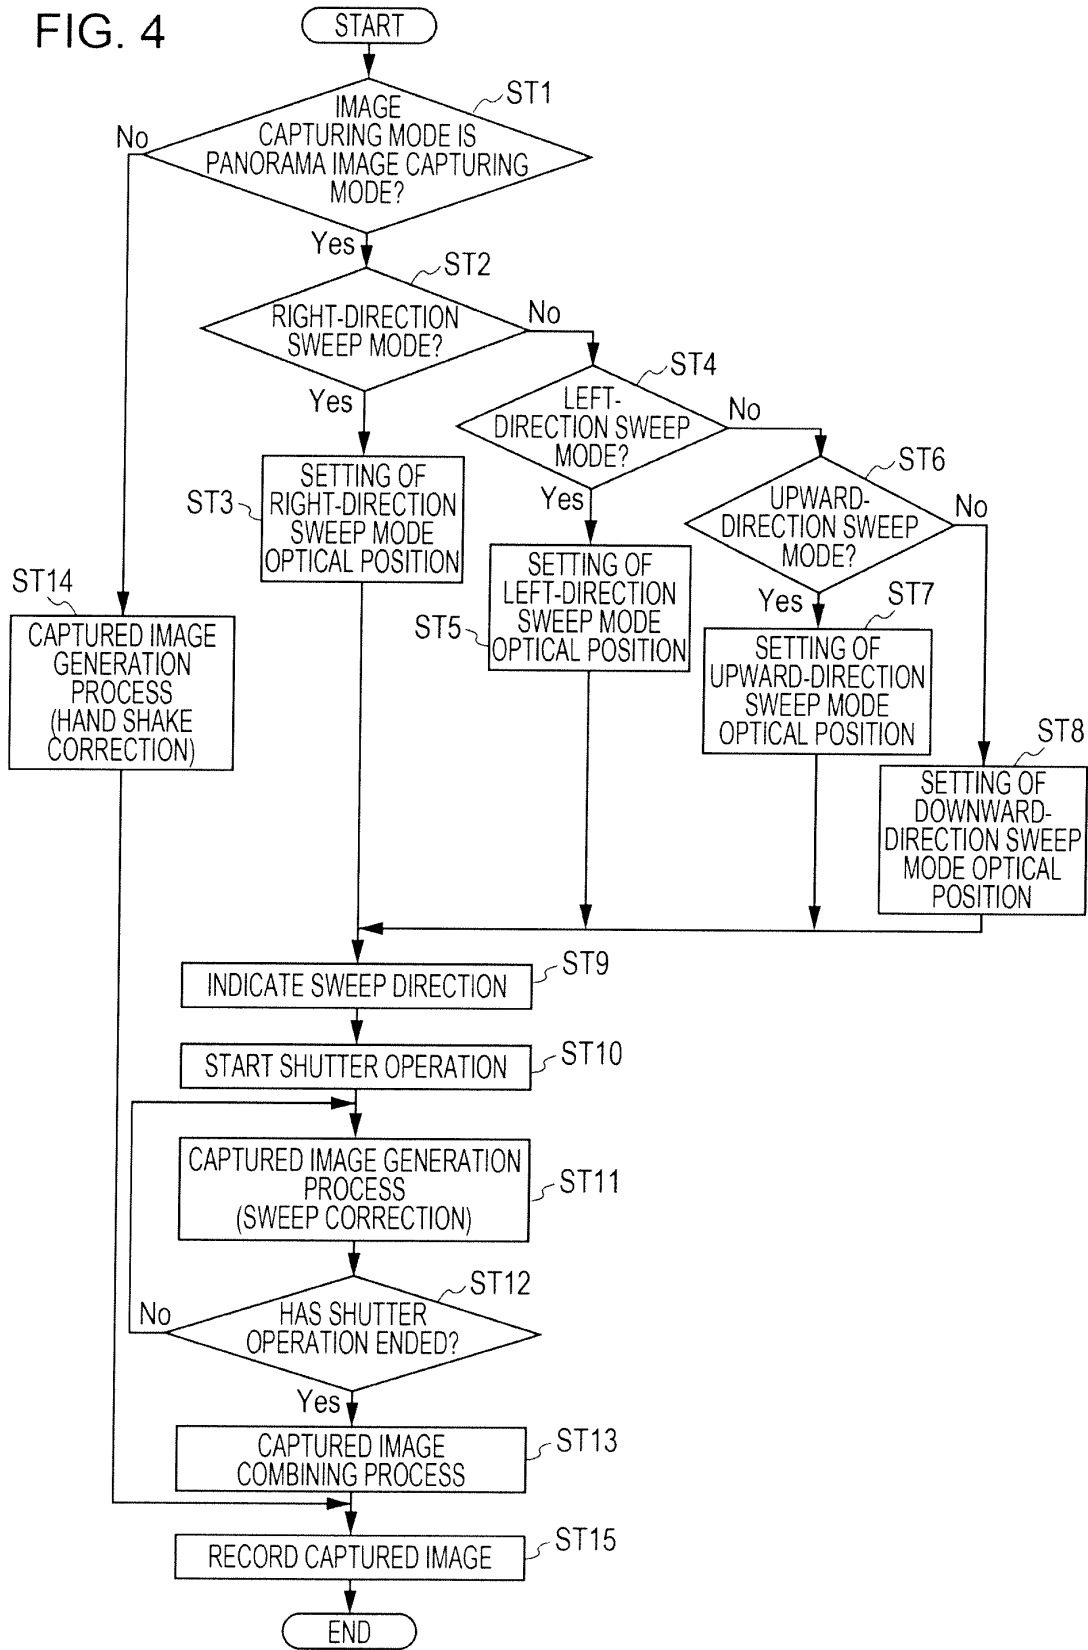 FIG. 4
START
ST1
IMAGE
CAPTURING MODE IS
PANORAMA IMAGE CAPTURING
MODE?
No
Yes
ST2
RIGHT-DIRECTION
SWEEP MODE?
No
Yes
ST4
LEFT-
DIRECTION SWEEP
MODE?
No
Yes
ST6
UPWARD-
DIRECTION SWEEP
MODE?
No
Yes
ST3
SETTING OF
RIGHT-DIRECTION
SWEEP MODE
OPTICAL POSITION
ST5
SETTING OF
LEFT-DIRECTION
SWEEP MODE
OPTICAL POSITION
ST7
SETTING OF
UPWARD-DIRECTION
SWEEP MODE
OPTICAL POSITION
ST8
SETTING OF
DOWNWARD-
DIRECTION SWEEP
MODE OPTICAL
POSITION
ST14
CAPTURED IMAGE
GENERATION
PROCESS
(HAND SHAKE
CORRECTION)
ST9
INDICATE SWEEP DIRECTION
ST10
START SHUTTER OPERATION
ST11
CAPTURED IMAGE GENERATION
PROCESS
(SWEEP CORRECTION)
ST12
HAS SHUTTER
OPERATION ENDED?
No
Yes
ST13
CAPTURED IMAGE
COMBINING PROCESS
ST15
RECORD CAPTURED IMAGE
END